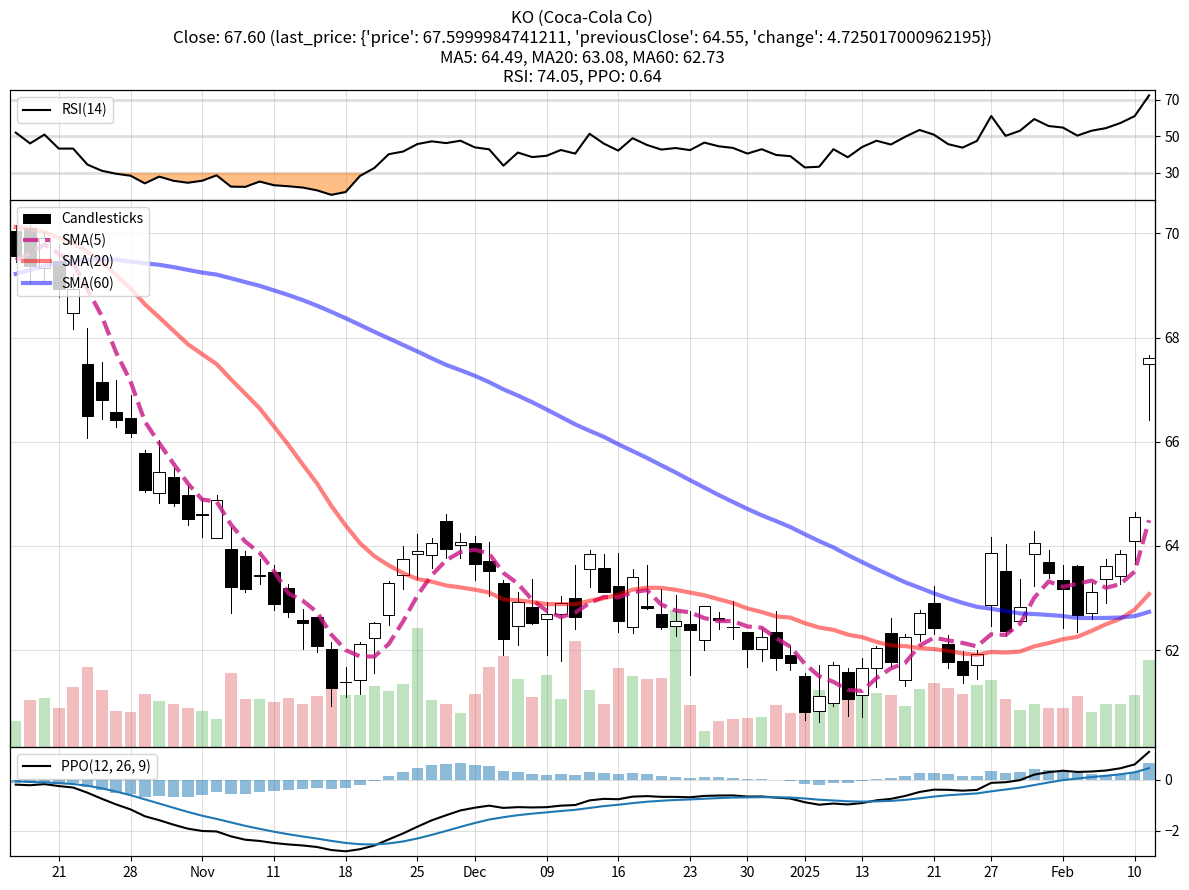 KO (Coca-Cola Co)
Close: 67.60 (last_price: {'price': 67.5999984741211, 'previousClose': 64.55, 'change': 4.725017000962195})
MA5: 64.49, MA20: 63.08, MA60: 62.73
RSI: 74.05, PPO: 0.64
RSI(14)
70
50
30
Candlesticks
SMA(5)
SMA(20)
SMA(60)
70
68
66
64
62
PPO(12, 26, 9)
0
−2
21 28 Nov 11 18 25 Dec 09 16 23 30 2025 13 21 27 Feb 10